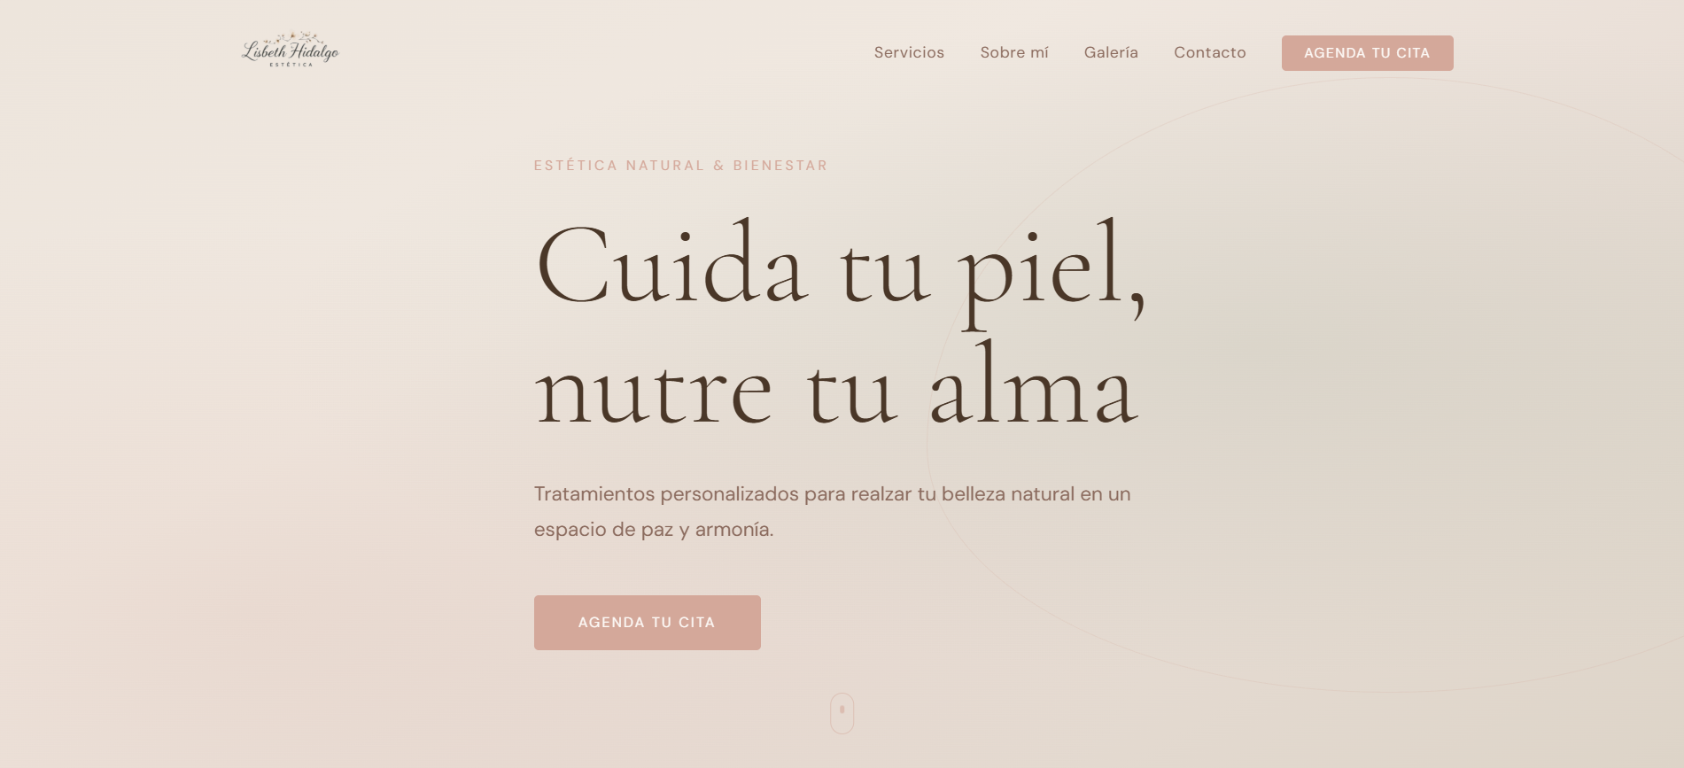 Lisbeth Hidalgo
ESTÉTICA
Servicios
Sobre mí
Galería
Contacto
AGENDA TU CITA
ESTÉTICA NATURAL & BIENESTAR
Cuida tu piel,
nutre tu alma
Tratamientos personalizados para realzar tu belleza natural en un
espacio de paz y armonía.
AGENDA TU CITA